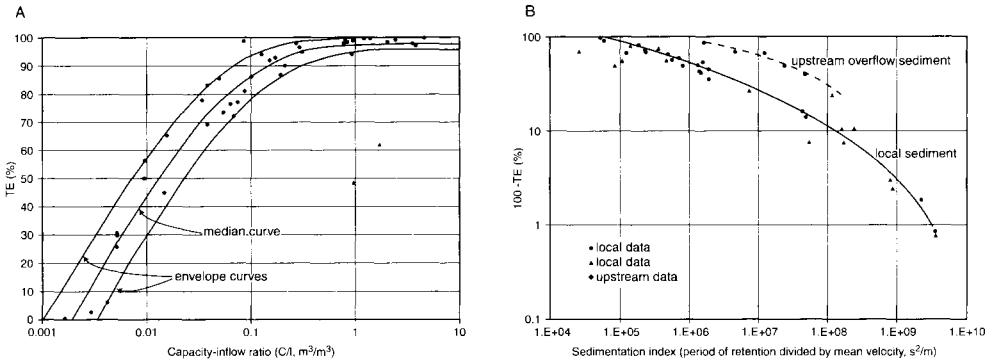 A
100
90
80
70
60
50
40
30
20
10
0
TE (%)
median curve
envelope curves
0.001
0.01
0.1
1
10
Capacity-inflow ratio (C/I, m³/m³)
B
100
10
1
0.1
100 -TE (%)
upstream overflow sediment
local sediment
● local data
▲ local data
◆ upstream data
1.E+04
1.E+05
1.E+06
1.E+07
1.E+08
1.E+09
1.E+10
Sedimentation index (period of retention divided by mean velocity, s²/m)